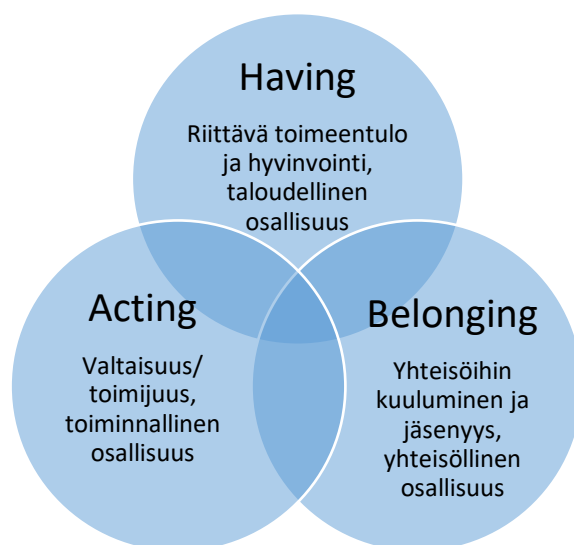 Having
Riittävä toimeentulo
ja hyvinvointi,
taloudellinen
osallisuus
Acting
Valtaisuus/
toimijuus,
toiminnallinen
osallisuus
Belonging
Yhteisöihin
kuuluminen ja
jäsenyys,
yhteisöllinen
osallisuus